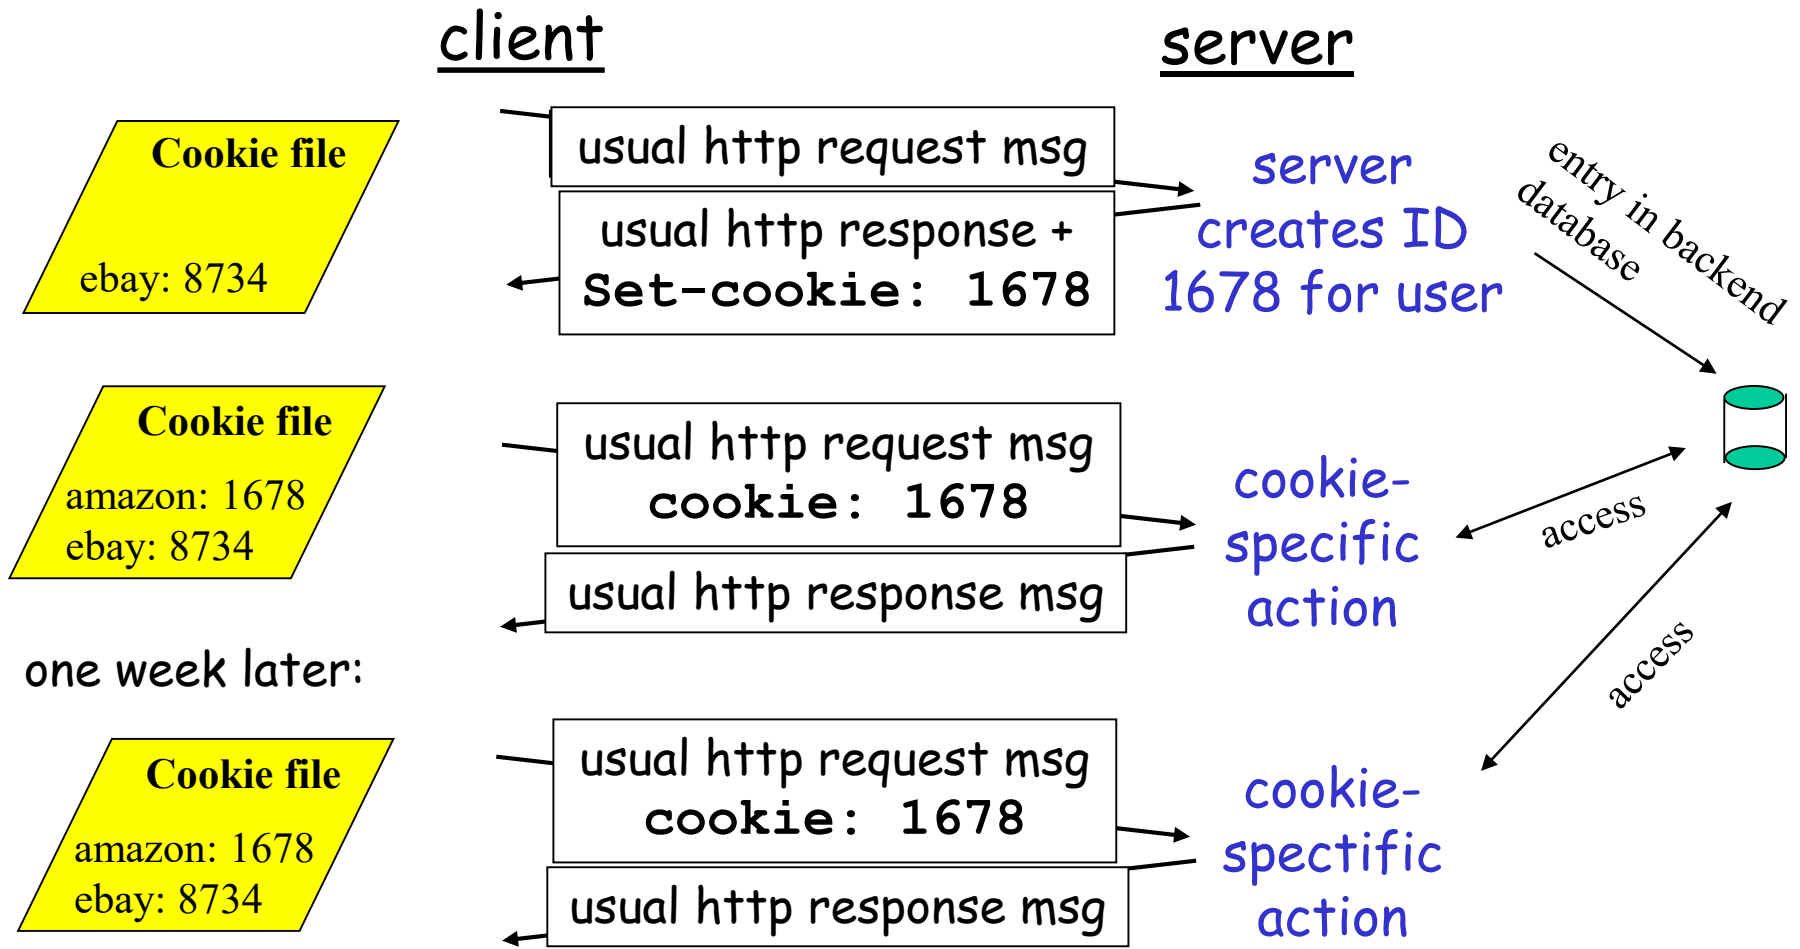 client
server
Cookie file
ebay: 8734
usual http request msg
usual http response +
Set-cookie: 1678
server
creates ID
1678 for user
entry in backend
database
Cookie file
amazon: 1678
ebay: 8734
usual http request msg
cookie: 1678
usual http response msg
cookie-
specific
action
access
access
one week later:
Cookie file
amazon: 1678
ebay: 8734
usual http request msg
cookie: 1678
usual http response msg
cookie-
spectific
action